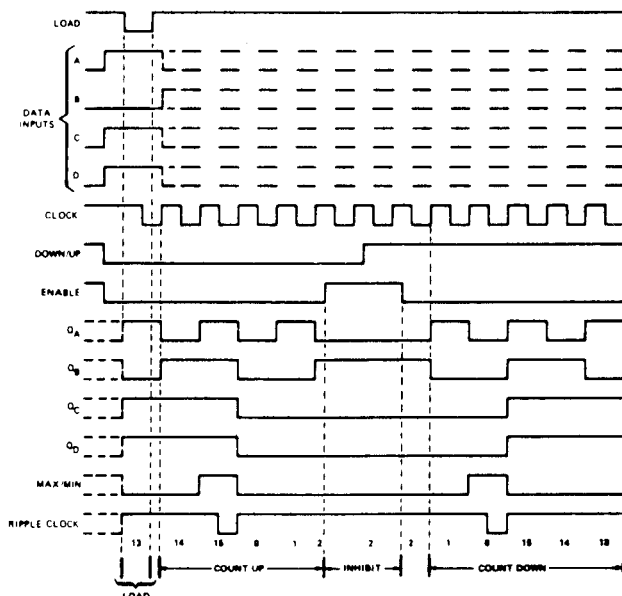 LOAD
A
B
DATA
INPUTS
C
D
CLOCK
DOWN/UP
ENABLE
QA
QB
QC
QD
MAX/MIN
RIPPLE CLOCK
13 14 15 0 1 2 2 2 1 0 15 14 13
COUNT UP INHIBIT COUNT DOWN
LOAD